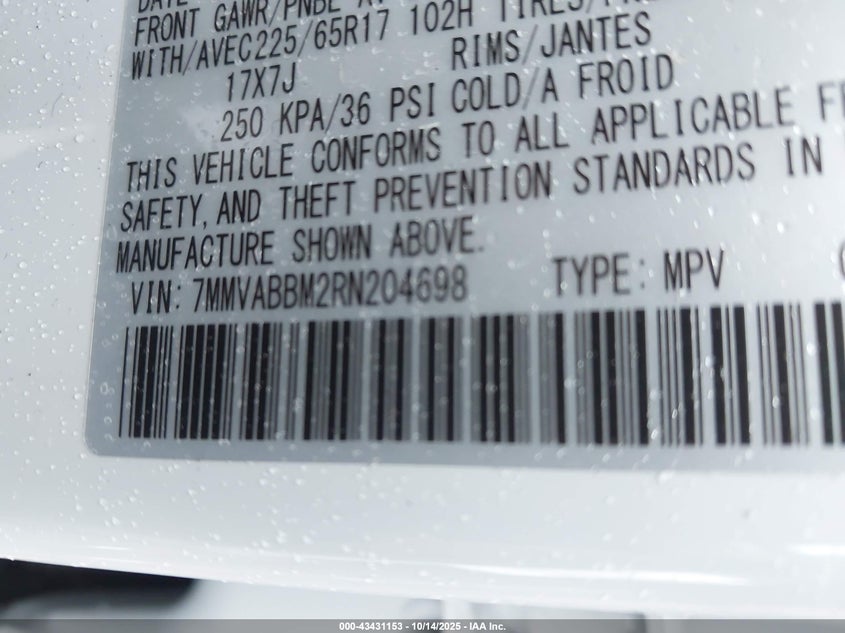 DATE
FRONT GAWR/PNBE AV
WITH/AVEC225/65R17 102H TIRES/
17X7J RIMS/JANTES
250 KPA/36 PSI COLD/A FROID
THIS VEHICLE CONFORMS TO ALL APPLICABLE
SAFETY, AND THEFT PREVENTION STANDARDS IN
MANUFACTURE SHOWN ABOVE.
VIN: 7MMVABBM2RN204698 TYPE: MPV
000-43431153 - 10/14/2025 - IAA Inc.